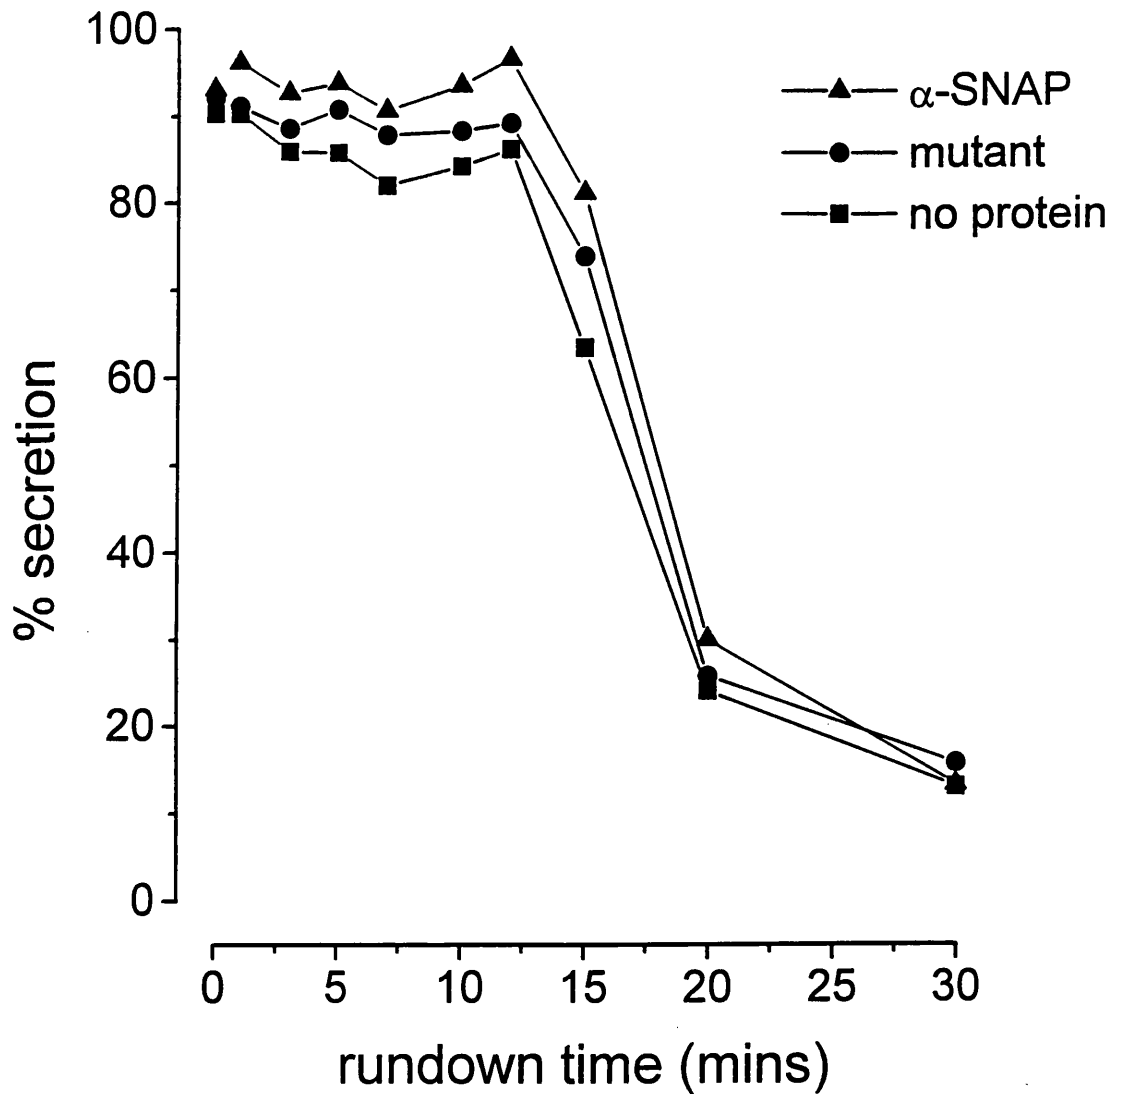 100
80
60
40
20
0
% secretion
α-SNAP
mutant
no protein
0 5 10 15 20 25 30
rundown time (mins)